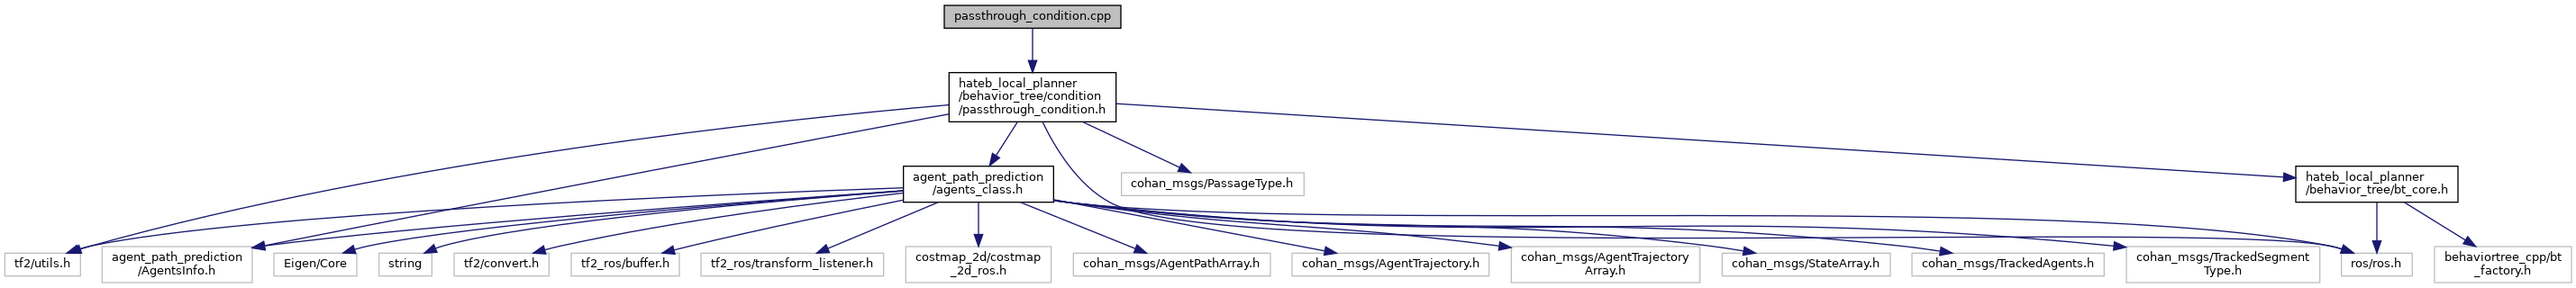 passthrough_condition.cpp
hateb_local_planner
/behavior_tree/condition
/passthrough_condition.h
agent_path_prediction
/agents_class.h
cohan_msgs/PassageType.h
hateb_local_planner
/behavior_tree/bt_core.h
tf2/utils.h
agent_path_prediction
/AgentsInfo.h
Eigen/Core
string
tf2/convert.h
tf2_ros/buffer.h
tf2_ros/transform_listener.h
costmap_2d/costmap
_2d_ros.h
cohan_msgs/AgentPathArray.h
cohan_msgs/AgentTrajectory.h
cohan_msgs/AgentTrajectory
Array.h
cohan_msgs/StateArray.h
cohan_msgs/TrackedAgents.h
cohan_msgs/TrackedSegment
Type.h
ros/ros.h
behaviortree_cpp/bt
_factory.h